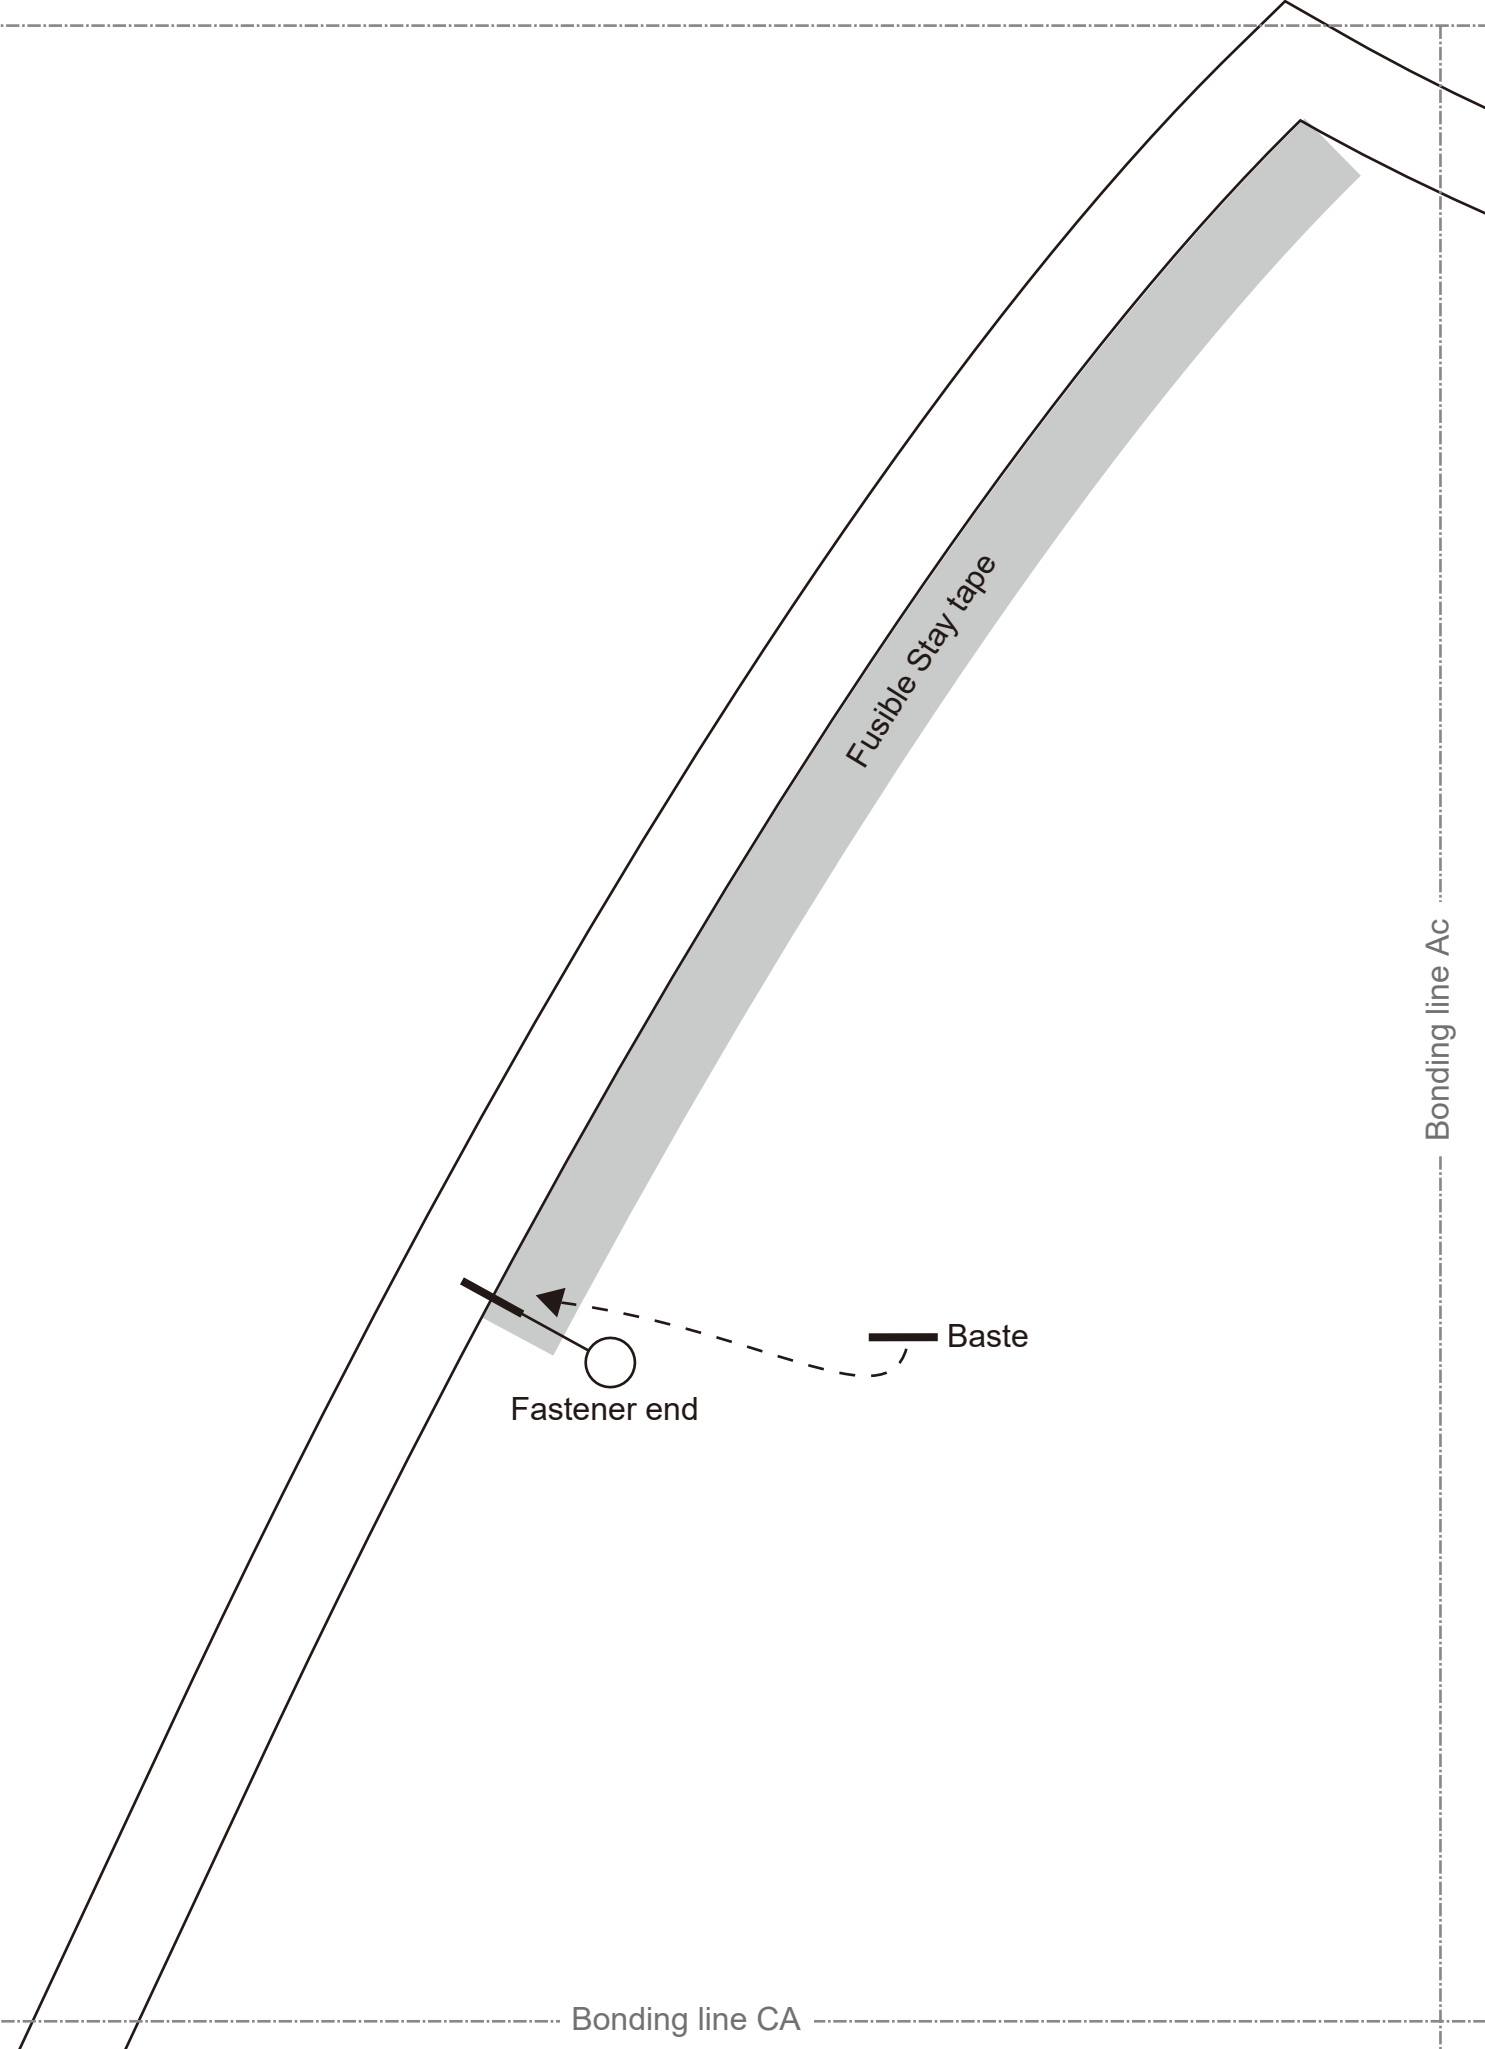 Fusible Stay tape
Bonding line Ac
Baste
Fastener end
Bonding line CA